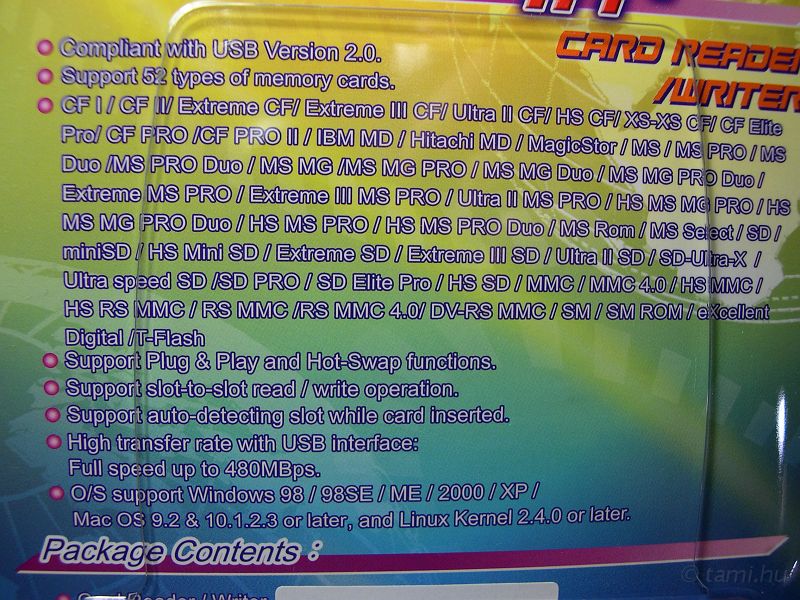 CARD READER
/WRITER
Compliant with USB Version 2.0.
Support 52 types of memory cards.
CF I / CF II/ Extreme CF/ Extreme III CF/ Ultra II CF/ HS CF/ XS-XS CF/ CF Elite
Pro/ CF PRO /CF PRO II / IBM MD / Hitachi MD / MagicStor / MS / MS PRO / MS
Duo /MS PRO Duo / MS MG /MS MG PRO / MS MG Duo / MS MG PRO Duo /
Extreme MS PRO / Extreme III MS PRO / Ultra II MS PRO / HS MS MG PRO / HS
MS MG PRO Duo / HS MS PRO / HS MS PRO Duo / MS Rom / MS Select / SD /
miniSD / HS Mini SD / Extreme SD / Extreme III SD / Ultra II SD / SD-Ultra-X /
Ultra speed SD /SD PRO / SD Elite Pro / HS SD / MMC / MMC 4.0 / HS MMC /
HS RS MMC / RS MMC /RS MMC 4.0/ DV-RS MMC / SM / SM ROM / eXcellent
Digital /T-Flash
Support Plug & Play and Hot-Swap functions.
Support slot-to-slot read / write operation.
Support auto-detecting slot while card inserted.
High transfer rate with USB interface:
Full speed up to 480MBps.
O/S support Windows 98 / 98SE / ME / 2000 / XP /
Mac OS 9.2 & 10.1.2.3 or later, and Linux Kernel 2.4.0 or later.
Package Contents :
Card Reader / Writer
© tami.hu